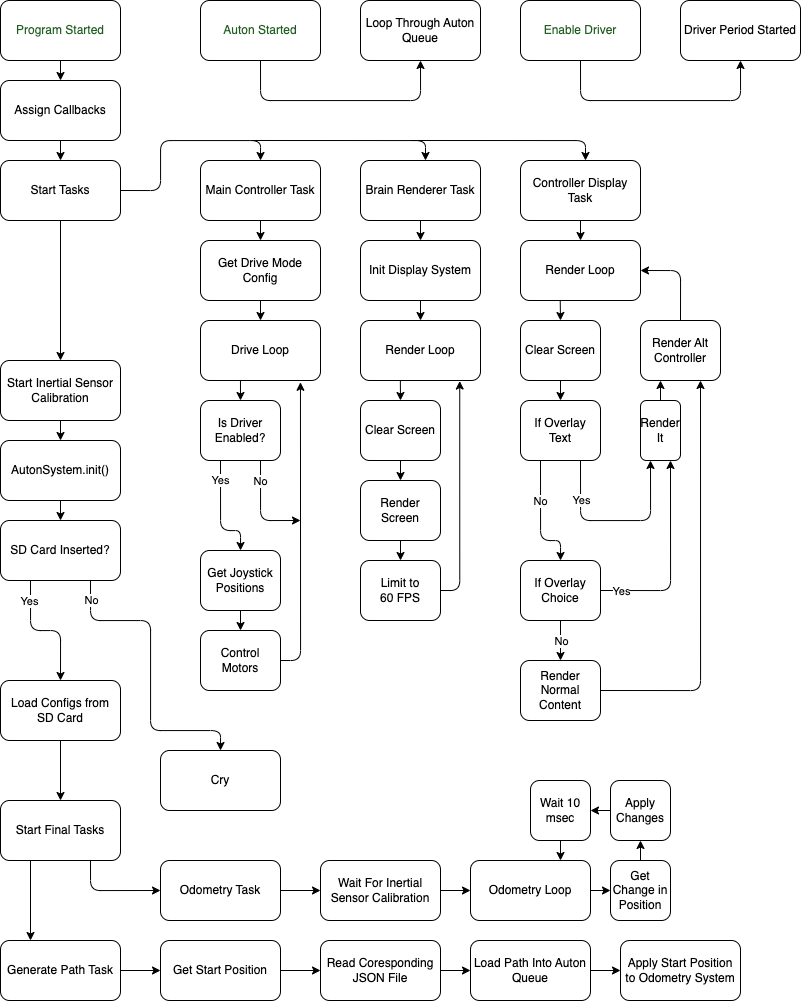 Program Started
Auton Started
Loop Through Auton
Queue
Enable Driver
Driver Period Started
Assign Callbacks
Start Tasks
Main Controller Task
Brain Renderer Task
Controller Display
Task
Get Drive Mode
Config
Init Display System
Render Loop
Drive Loop
Render Loop
Clear Screen
Render Alt
Controller
Start Inertial Sensor
Calibration
Is Driver
Enabled?
Clear Screen
If Overlay
Text
Render
It
AutonSystem.init()
Yes
No
Render
Screen
No
Yes
SD Card Inserted?
Get Joystick
Positions
Limit to
60 FPS
If Overlay
Choice
Yes
Yes
No
Control
Motors
No
Render
Normal
Content
Load Configs from
SD Card
Cry
Start Final Tasks
Wait 10
msec
Apply
Changes
Odometry Task
Wait For Inertial
Sensor Calibration
Odometry Loop
Get
Change in
Position
Generate Path Task
Get Start Position
Read Coresponding
JSON File
Load Path Into Auton
Queue
Apply Start Position
to Odometry System